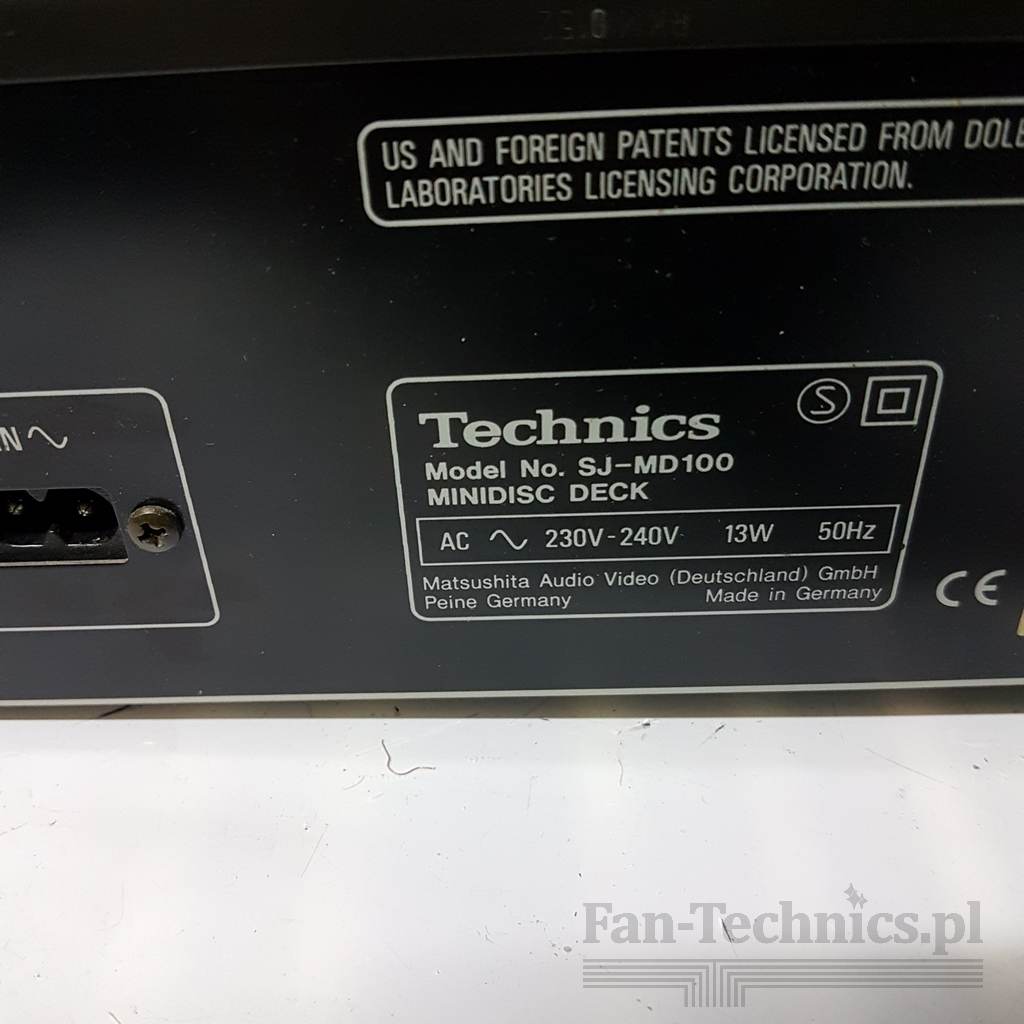 US AND FOREIGN PATENTS LICENSED FROM DOLB
LABORATORIES LICENSING CORPORATION.
IN
Technics
S
Model No. SJ-MD100
MINIDISC DECK
AC 230V-240V 13W 50Hz
Matsushita Audio Video (Deutschland) GmbH
Peine Germany Made in Germany
CE
Fan-Technics.pl